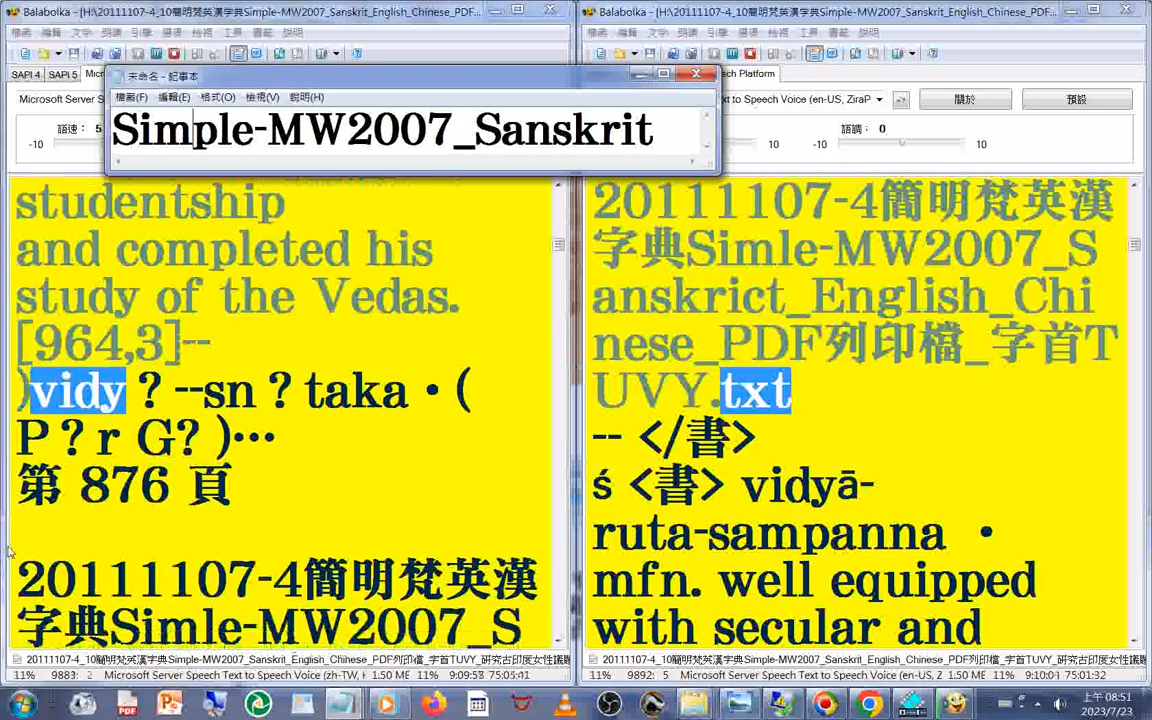 Balabolka - [H:\20111107-4_10簡明梵英漢字典Simple-MW2007_Sanskrit_English_Chinese_PDF...
Balabolka - [H:\20111107-4_10簡明梵英漢字典Simple-MW2007_Sanskrit_English_Chinese_PDF...
SAPI 4 SAPI 5
未命名 - 記事本
檔案(F) 編輯(E) 格式(O) 檢視(V) 說明(H)
Simple-MW2007_Sanskrit
Microsoft Server S
語速： 5
-10
ech Platform
xt to Speech Voice (en-US, ZiraP
關於
預設
10
語調： 0
-10
10
studentship
and completed his
study of the Vedas.
[964,3]--
)vidy？--sn？taka•(
P？r G?)…
第 876 頁
20111107-4簡明梵英漢
字典Simle-MW2007_S
20111107-4簡明梵英漢
字典Simle-MW2007_S
anskrict_English_Chi
nese_PDF列印檔_字首T
UVY.txt
-- </書>
ś <書> vidyā-
ruta-sampanna •
mfn. well equipped
with secular and
20111107-4_10簡明梵英漢字典Simple-MW2007_Sanskrit_English_Chinese_PDF列印檔_字首TUVY_研究古印度女性議題
20111107-4_10簡明梵英漢字典Simple-MW2007_Sanskrit_English_Chinese_PDF列印檔_字首TUVY_研究古印度女性議題
11% 9883: 2 Microsoft Server Speech Text to Speech Voice (zh-TW, 1.50 ME 9:09:53 75:05:41
11% 9892: 5 Microsoft Server Speech Text to Speech Voice (en-US, 1.50 ME 9:10:01 75:01:32
上午 08:51
2023/7/23